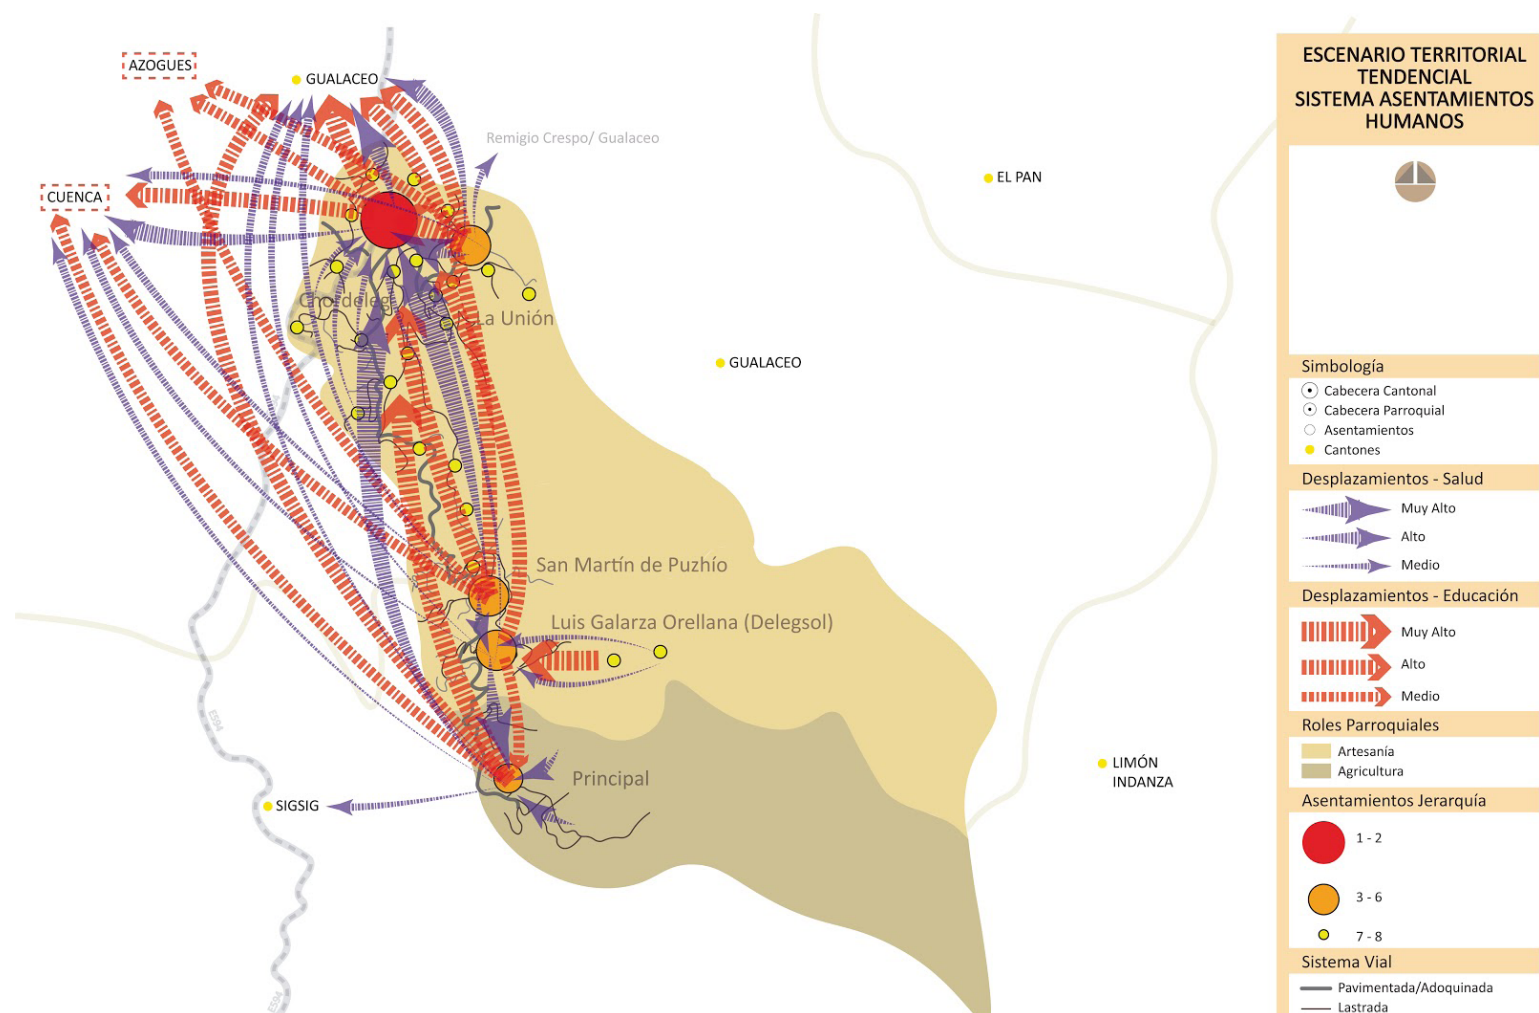 AZOGUES
GUALACEO
Remigio Crespo/ Gualaceo
CUENCA
EL PAN
Chordeleg
La Unión
GUALACEO
San Martín de Puzhío
Luis Galarza Orellana (Delegsol)
E594
Principal
LIMÓN
INDANZA
SIGSIG
E594
ESCENARIO TERRITORIAL
TENDENCIAL
SISTEMA ASENTAMIENTOS
HUMANOS
Simbología
Cabecera Cantonal
Cabecera Parroquial
Asentamientos
Cantones
Desplazamientos - Salud
Muy Alto
Alto
Medio
Desplazamientos - Educación
Muy Alto
Alto
Medio
Roles Parroquiales
Artesanía
Agricultura
Asentamientos Jerarquía
1 - 2
3 - 6
7 - 8
Sistema Vial
Pavimentada/Adoquinada
Lastrada